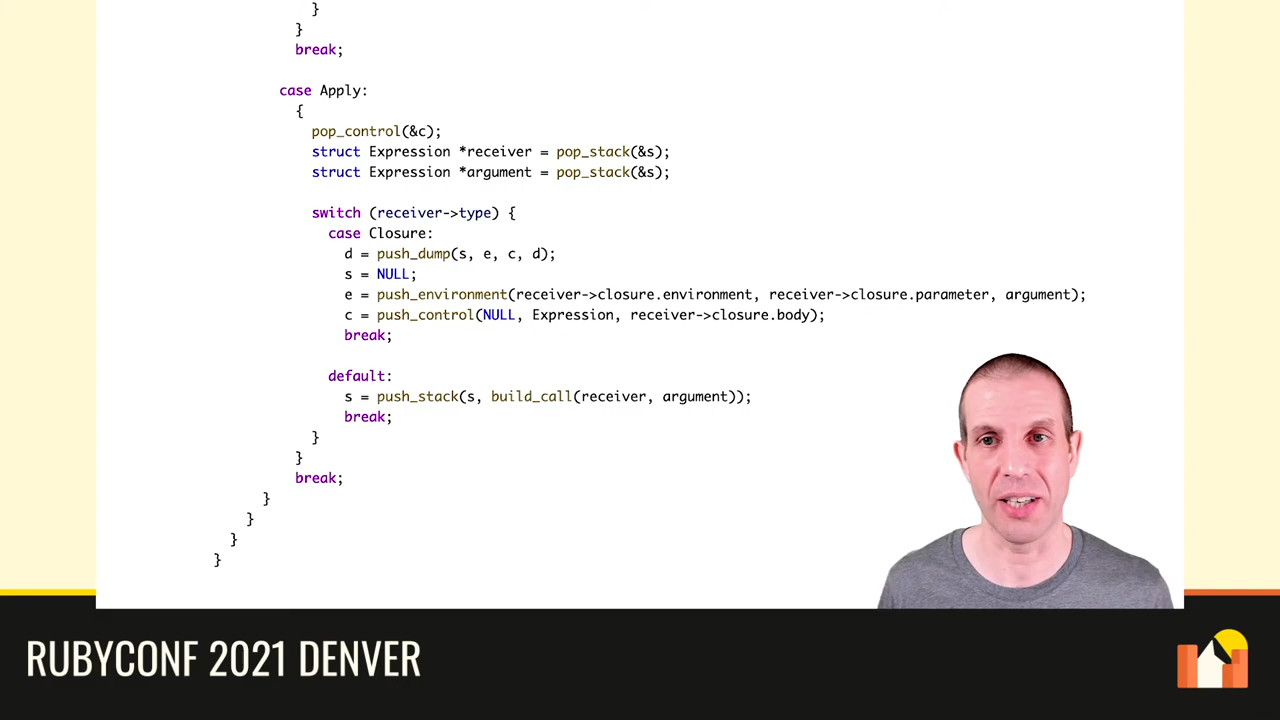 }
}
break;
case Apply:
{
pop_control(&c);
struct Expression *receiver = pop_stack(&s);
struct Expression *argument = pop_stack(&s);
switch (receiver->type) {
case Closure:
d = push_dump(s, e, c, d);
s = NULL;
e = push_environment(receiver->closure.environment, receiver->closure.parameter, argument);
c = push_control(NULL, Expression, receiver->closure.body);
break;
default:
s = push_stack(s, build_call(receiver, argument));
break;
}
}
break;
}
}
}
}
RUBYCONF 2021 DENVER